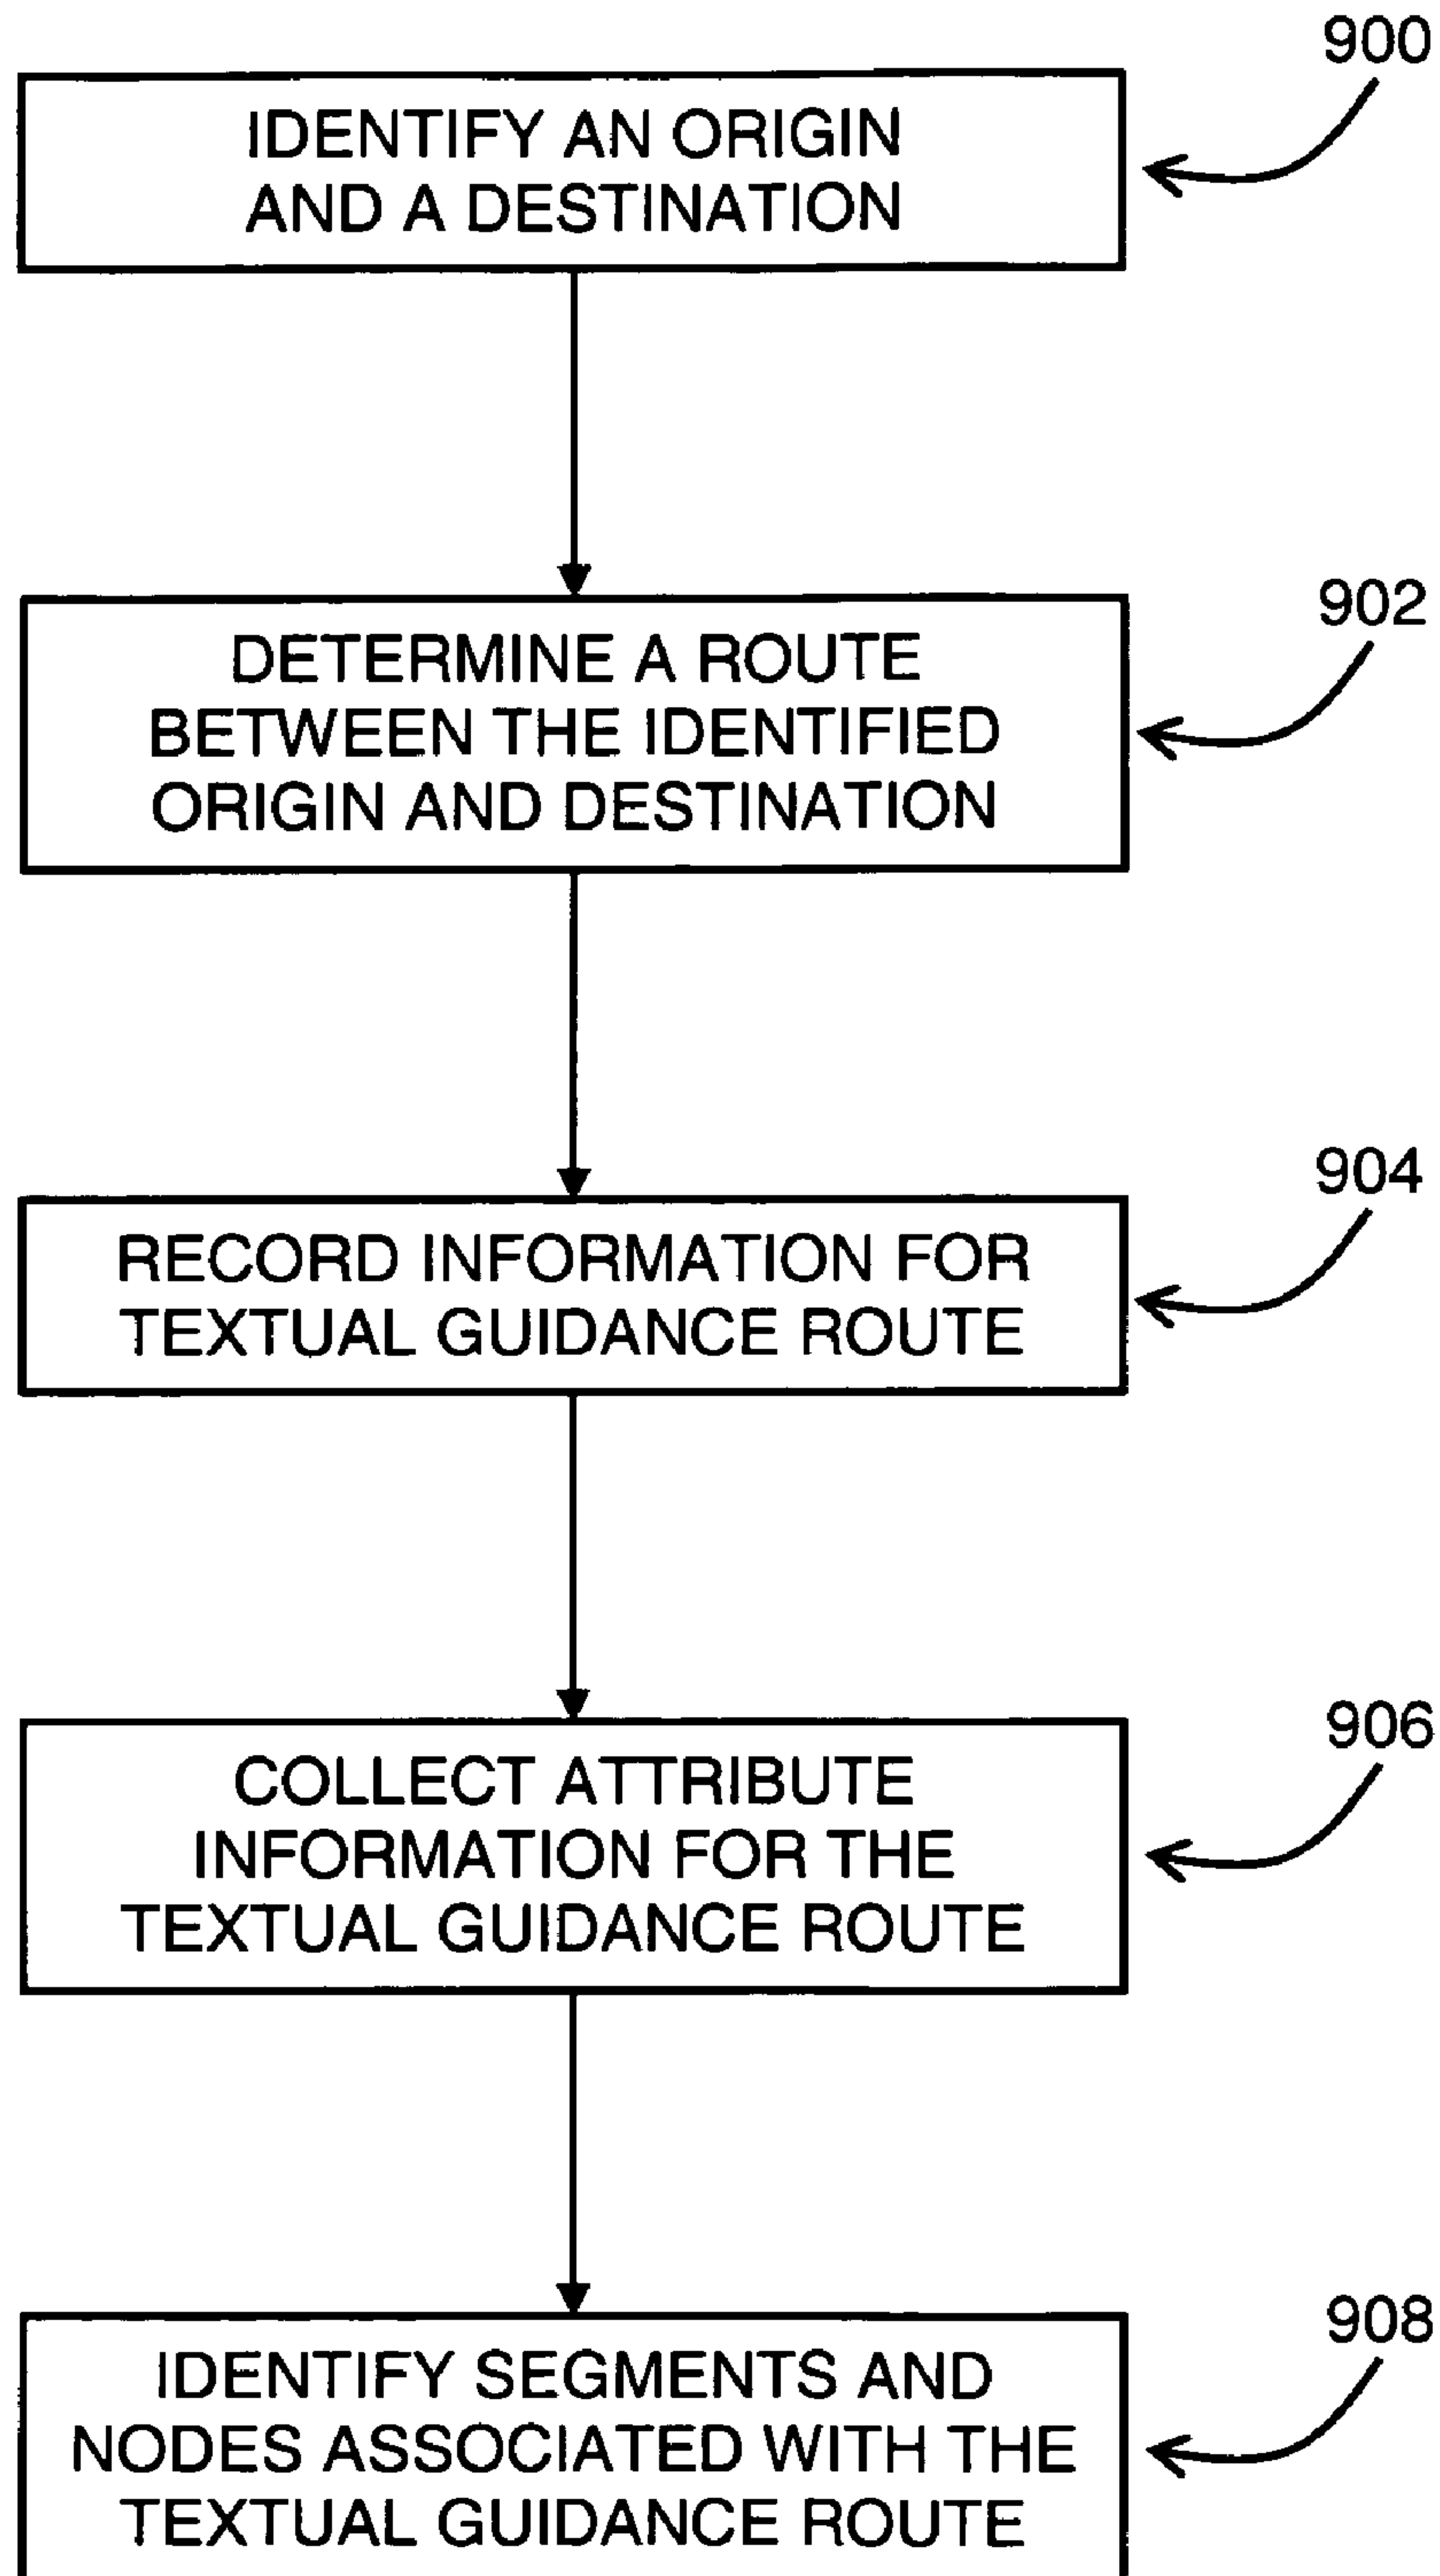 900
IDENTIFY AN ORIGIN
AND A DESTINATION
902
DETERMINE A ROUTE
BETWEEN THE IDENTIFIED
ORIGIN AND DESTINATION
904
RECORD INFORMATION FOR
TEXTUAL GUIDANCE ROUTE
906
COLLECT ATTRIBUTE
INFORMATION FOR THE
TEXTUAL GUIDANCE ROUTE
908
IDENTIFY SEGMENTS AND
NODES ASSOCIATED WITH THE
TEXTUAL GUIDANCE ROUTE